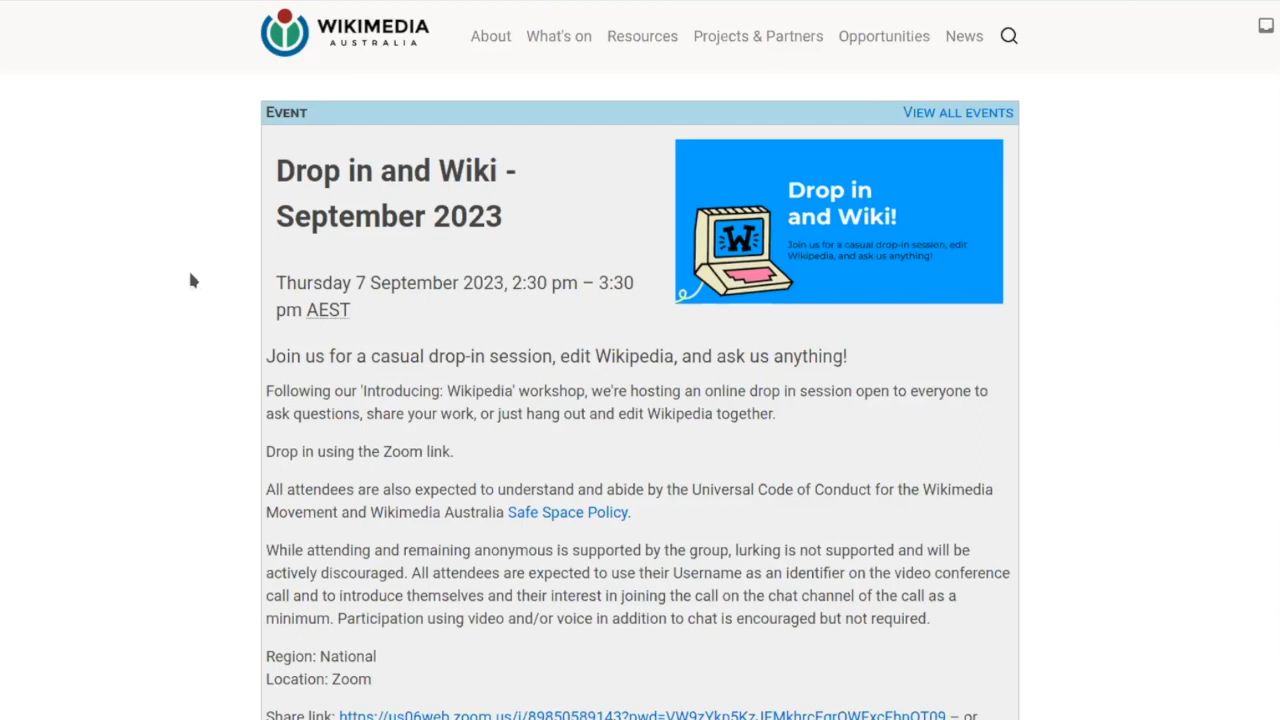 WIKIMEDIA
AUSTRALIA
About What's on Resources Projects & Partners Opportunities News
EVENT VIEW ALL EVENTS
Drop in and Wiki -
September 2023
Thursday 7 September 2023, 2:30 pm – 3:30
pm AEST
Drop in
and Wiki!
Join us for a casual drop-in session, edit
Wikipedia, and ask us anything!
W
Join us for a casual drop-in session, edit Wikipedia, and ask us anything!
Following our 'Introducing: Wikipedia' workshop, we're hosting an online drop in session open to everyone to
ask questions, share your work, or just hang out and edit Wikipedia together.
Drop in using the Zoom link.
All attendees are also expected to understand and abide by the Universal Code of Conduct for the Wikimedia
Movement and Wikimedia Australia Safe Space Policy.
While attending and remaining anonymous is supported by the group, lurking is not supported and will be
actively discouraged. All attendees are expected to use their Username as an identifier on the video conference
call and to introduce themselves and their interest in joining the call on the chat channel of the call as a
minimum. Participation using video and/or voice in addition to chat is encouraged but not required.
Region: National
Location: Zoom
Share link: – or